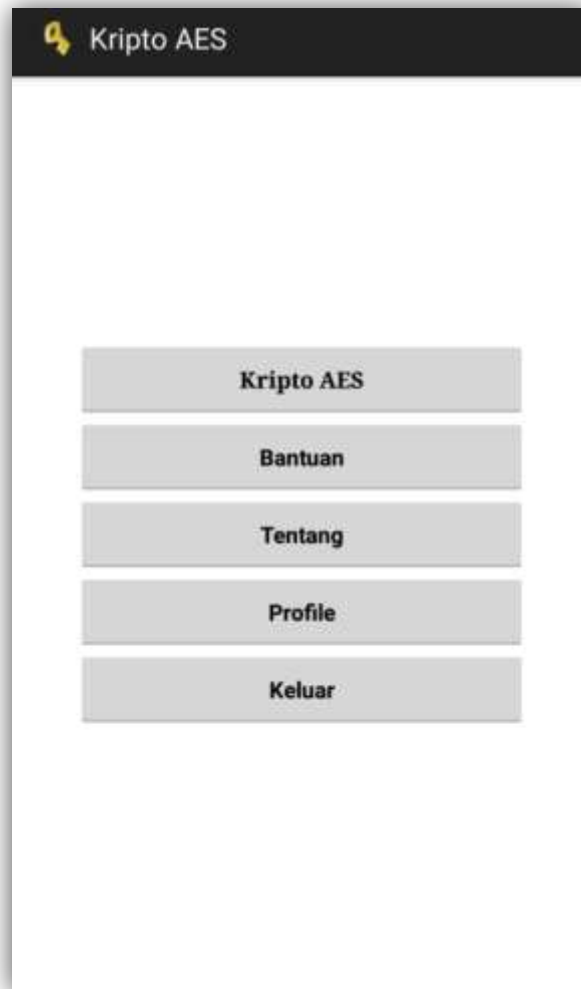 Kripto AES
Kripto AES
Bantuan
Tentang
Profile
Keluar